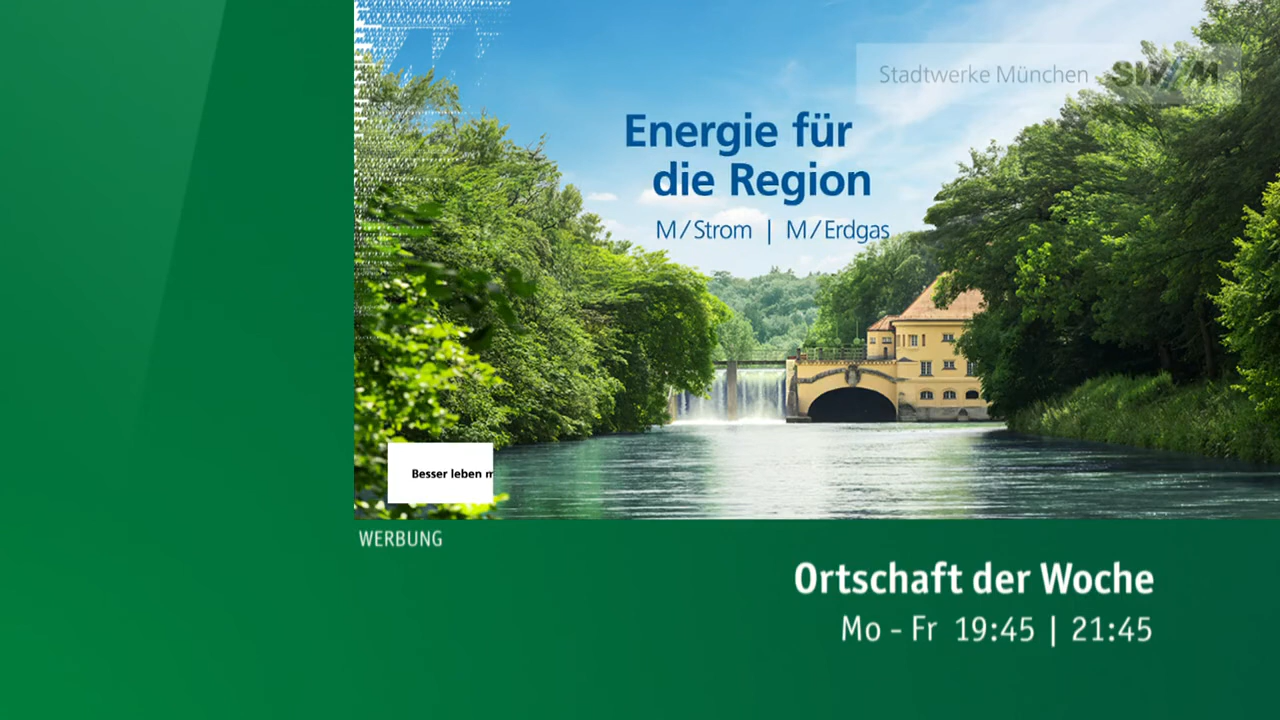 Stadtwerke München SWM
Energie für
die Region
M/Strom | M/Erdgas
Besser leben m
WERBUNG
Ortschaft der Woche
Mo - Fr 19:45 | 21:45